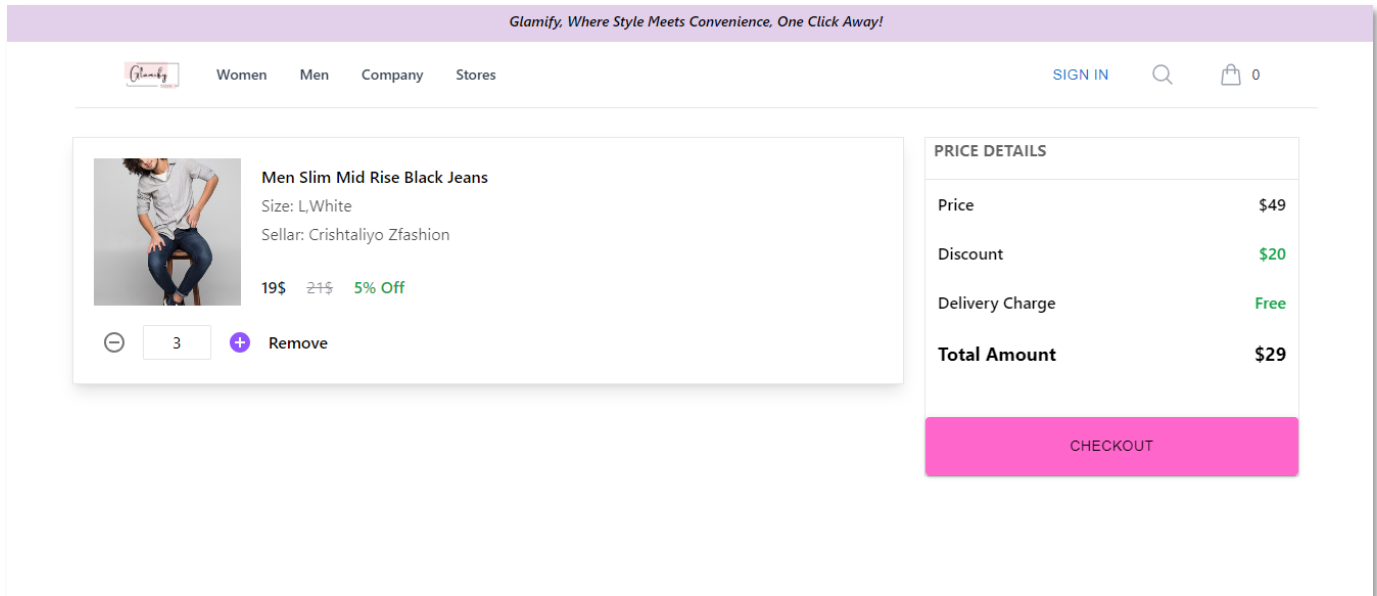 Glamify, Where Style Meets Convenience, One Click Away!
Glamify Women Men Company Stores SIGN IN 0
Men Slim Mid Rise Black Jeans
Size: L,White
Sellar: Crishtaliyo Zfashion
19$ 21$ 5% Off
3 Remove
PRICE DETAILS
Price $49
Discount $20
Delivery Charge Free
Total Amount $29
CHECKOUT